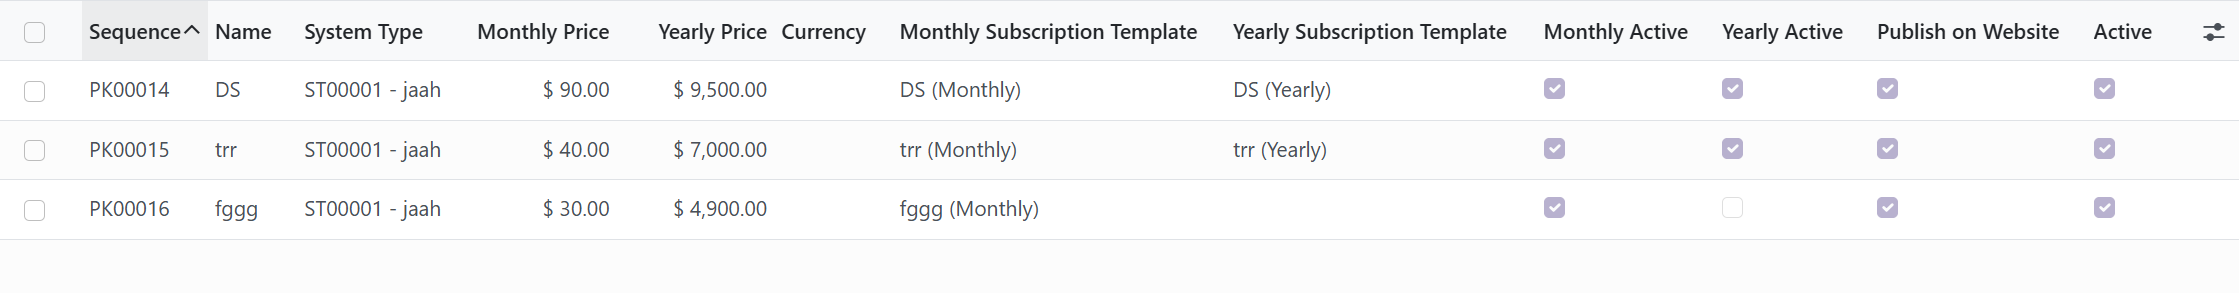 Sequence Name System Type Monthly Price Yearly Price Currency Monthly Subscription Template Yearly Subscription Template Monthly Active Yearly Active Publish on Website Active
PK00014 DS ST00001 - jaah $ 90.00 $ 9,500.00 DS (Monthly) DS (Yearly)
PK00015 trr ST00001 - jaah $ 40.00 $ 7,000.00 trr (Monthly) trr (Yearly)
PK00016 fggg ST00001 - jaah $ 30.00 $ 4,900.00 fggg (Monthly)